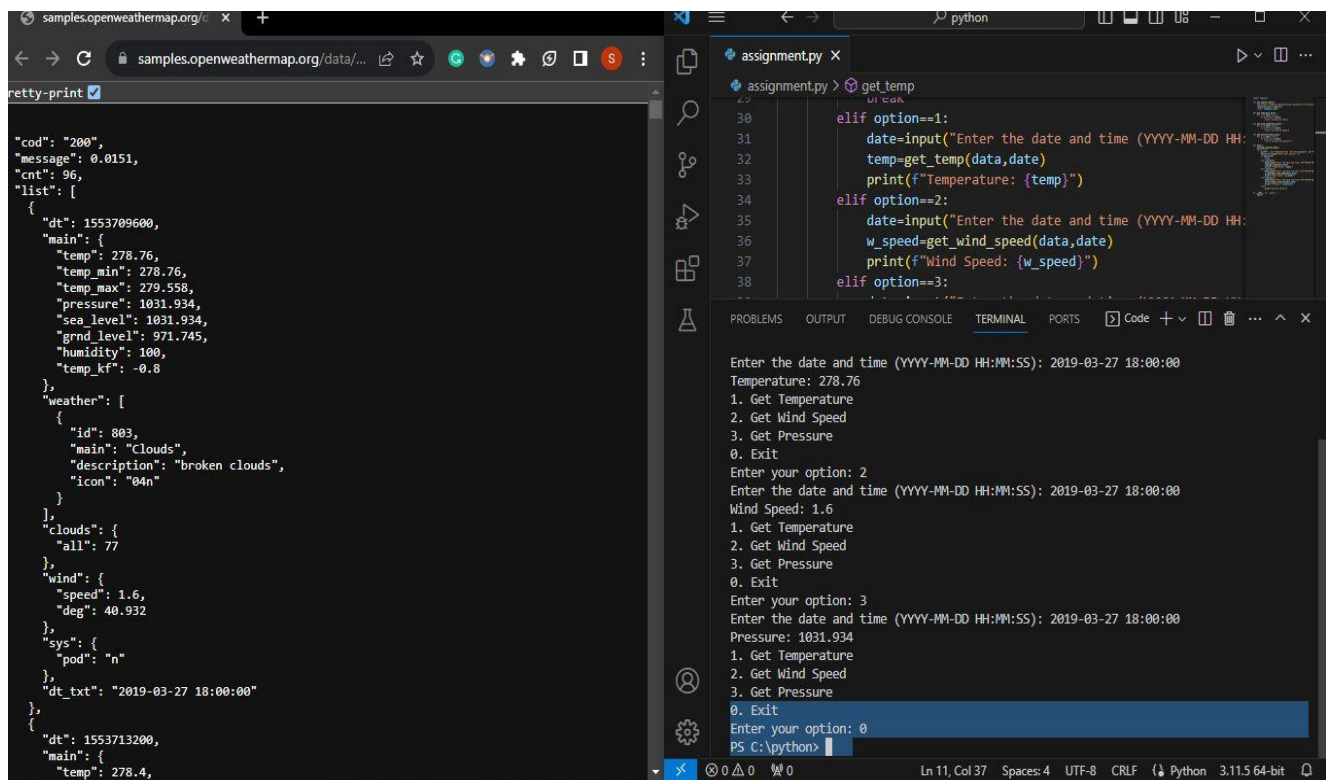 samples.openweathermap.org/d
samples.openweathermap.org/data/...
S
retty-print
"cod": "200",
"message": 0.0151,
"cnt": 96,
"list": [
{
"dt": 1553709600,
"main": {
"temp": 278.76,
"temp_min": 278.76,
"temp_max": 279.558,
"pressure": 1031.934,
"sea_level": 1031.934,
"grnd_level": 971.745,
"humidity": 100,
"temp_kf": -0.8
},
"weather": [
{
"id": 803,
"main": "Clouds",
"description": "broken clouds",
"icon": "04n"
}
],
"clouds": {
"all": 77
},
"wind": {
"speed": 1.6,
"deg": 40.932
},
"sys": {
"pod": "n"
},
"dt_txt": "2019-03-27 18:00:00"
},
{
"dt": 1553713200,
"main": {
"temp": 278.4,
python
assignment.py
assignment.py > get_temp
29 break
30 elif option==1:
31 date=input("Enter the date and time (YYYY-MM-DD HH:
32 temp=get_temp(data,date)
33 print(f"Temperature: {temp}")
34 elif option==2:
35 date=input("Enter the date and time (YYYY-MM-DD HH:
36 w_speed=get_wind_speed(data,date)
37 print(f"Wind Speed: {w_speed}")
38 elif option==3:
PROBLEMS OUTPUT DEBUG CONSOLE TERMINAL PORTS Code
Enter the date and time (YYYY-MM-DD HH:MM:SS): 2019-03-27 18:00:00
Temperature: 278.76
1. Get Temperature
2. Get Wind Speed
3. Get Pressure
0. Exit
Enter your option: 2
Enter the date and time (YYYY-MM-DD HH:MM:SS): 2019-03-27 18:00:00
Wind Speed: 1.6
1. Get Temperature
2. Get Wind Speed
3. Get Pressure
0. Exit
Enter your option: 3
Enter the date and time (YYYY-MM-DD HH:MM:SS): 2019-03-27 18:00:00
Pressure: 1031.934
1. Get Temperature
2. Get Wind Speed
3. Get Pressure
0. Exit
Enter your option: 0
PS C:\python>
0 0 0 Ln 11, Col 37 Spaces: 4 UTF-8 CRLF Python 3.11.5 64-bit